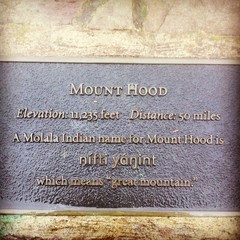 Mount Hood
Elevation: 11,235 feet Distance: 50 miles
A Molala Indian name for Mount Hood is
which means "great mountain."